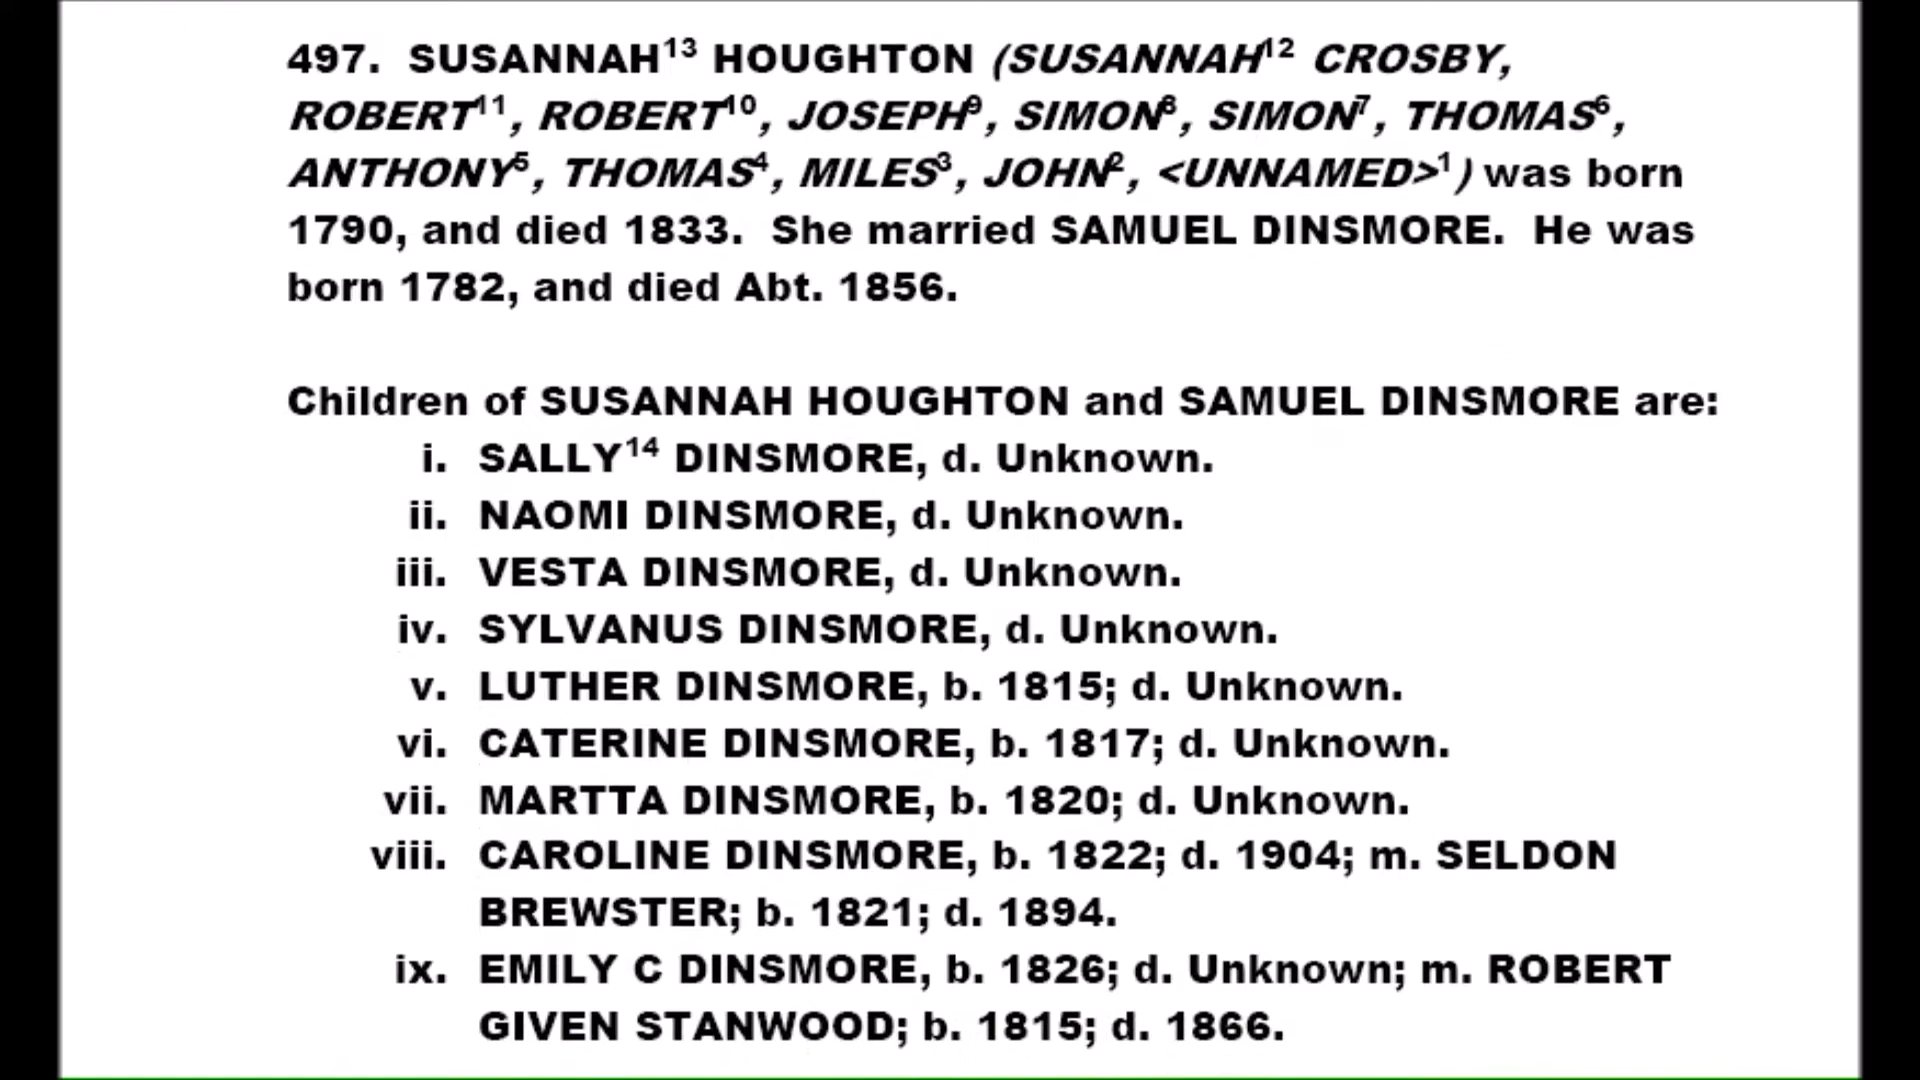 497. SUSANNAH¹³ HOUGHTON (SUSANNAH¹² CROSBY,
ROBERT¹¹, ROBERT¹⁰, JOSEPH⁹, SIMON⁸, SIMON⁷, THOMAS⁶,
ANTHONY⁵, THOMAS⁴, MILES³, JOHN², <UNNAMED>¹) was born
1790, and died 1833. She married SAMUEL DINSMORE. He was
born 1782, and died Abt. 1856.
Children of SUSANNAH HOUGHTON and SAMUEL DINSMORE are:
i. SALLY¹⁴ DINSMORE, d. Unknown.
ii. NAOMI DINSMORE, d. Unknown.
iii. VESTA DINSMORE, d. Unknown.
iv. SYLVANUS DINSMORE, d. Unknown.
v. LUTHER DINSMORE, b. 1815; d. Unknown.
vi. CATERINE DINSMORE, b. 1817; d. Unknown.
vii. MARTTA DINSMORE, b. 1820; d. Unknown.
viii. CAROLINE DINSMORE, b. 1822; d. 1904; m. SELDON
BREWSTER; b. 1821; d. 1894.
ix. EMILY C DINSMORE, b. 1826; d. Unknown; m. ROBERT
GIVEN STANWOOD; b. 1815; d. 1866.